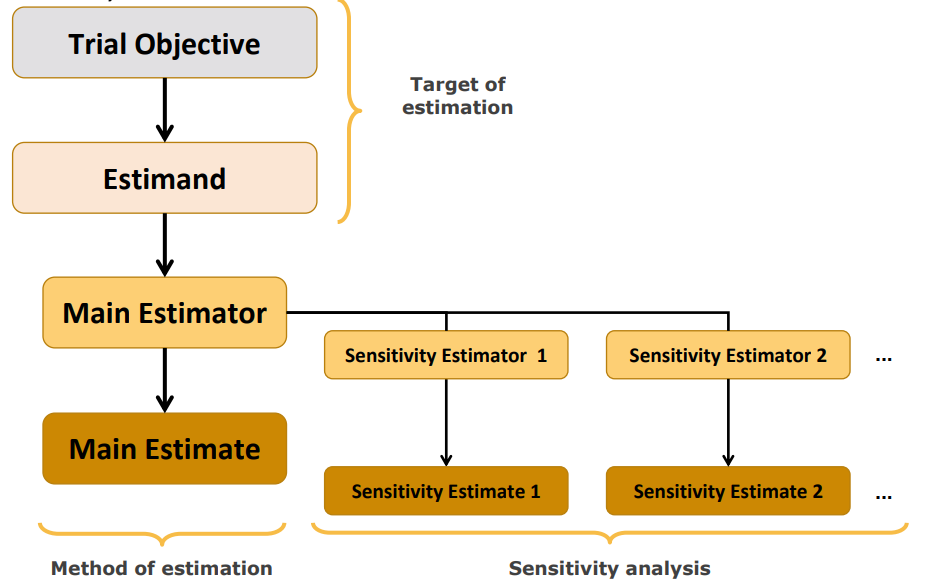 Trial Objective
Target of
estimation
Estimand
Main Estimator
Sensitivity Estimator 1
Sensitivity Estimator 2
...
Main Estimate
Sensitivity Estimate 1
Sensitivity Estimate 2
...
Method of estimation
Sensitivity analysis